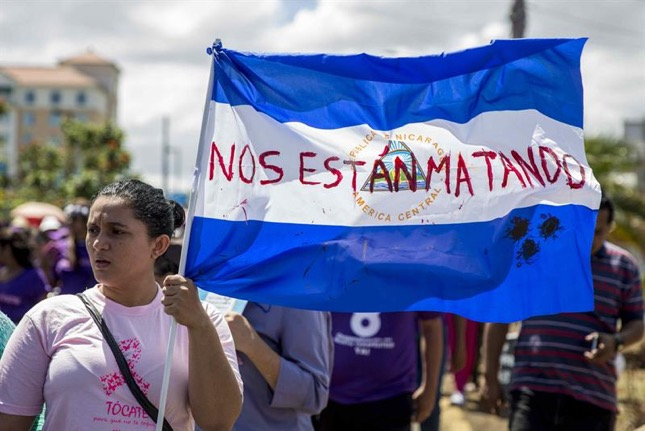 NOS ESTÁN MATANDO
REPUBLICA DE NICARAGUA
AMERICA CENTRAL
TÓCATE